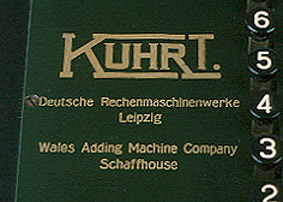 KUHRT.
Deutsche Rechenmaschinenwerke
Leipzig
Wales Adding Machine Company
Schaffhouse
6
5
4
3
2